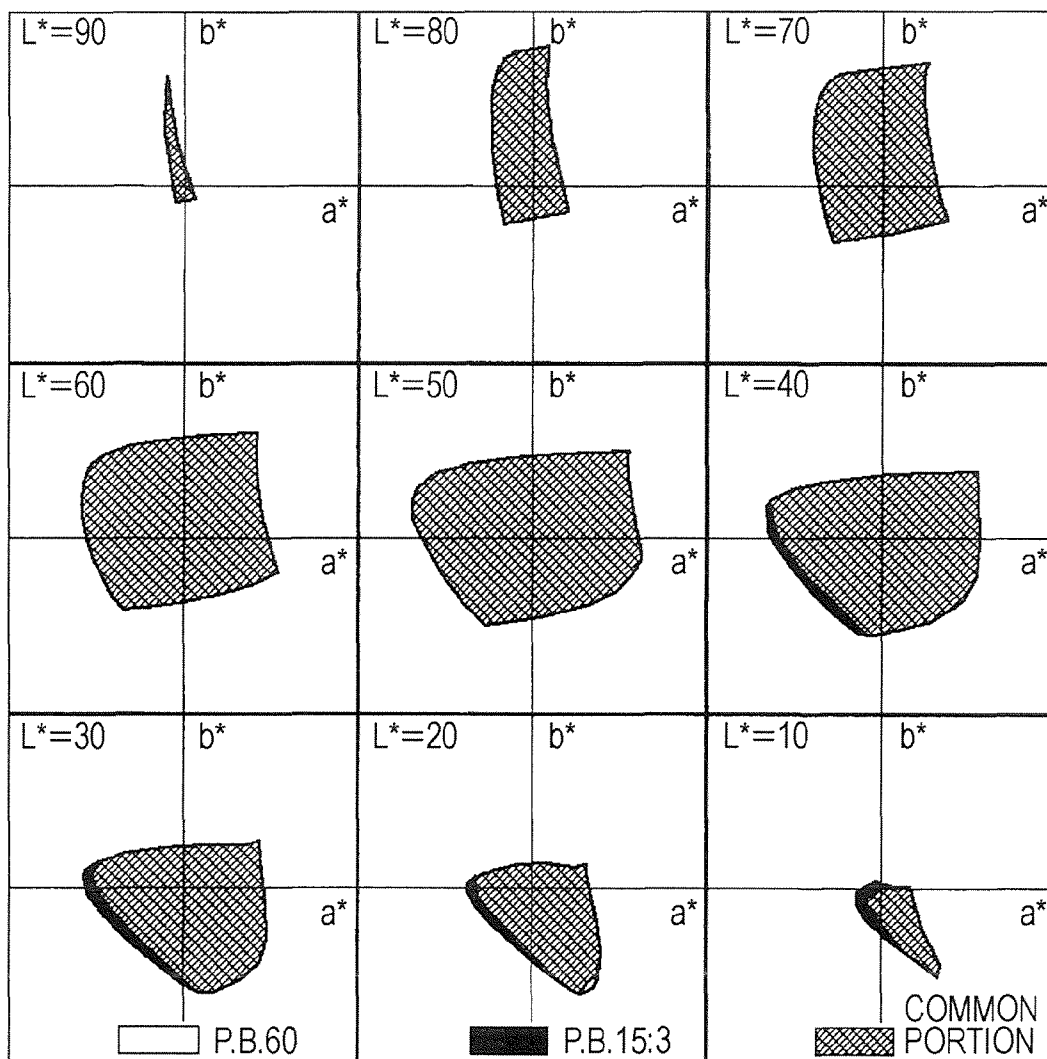 L*=90 b*
a*
L*=80 b*
a*
L*=70 b*
a*
L*=60 b*
a*
L*=50 b*
a*
L*=40 b*
a*
L*=30 b*
a*
L*=20 b*
a*
L*=10 b*
a*
P.B.60
P.B.15:3
COMMON
PORTION